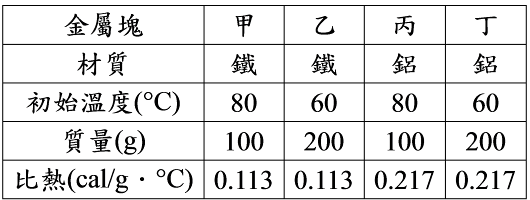 金屬塊 甲 乙 丙 丁
材質 鐵 鐵 鋁 鋁
初始溫度(°C) 80 60 80 60
質量(g) 100 200 100 200
比熱(cal/g·°C) 0.113 0.113 0.217 0.217